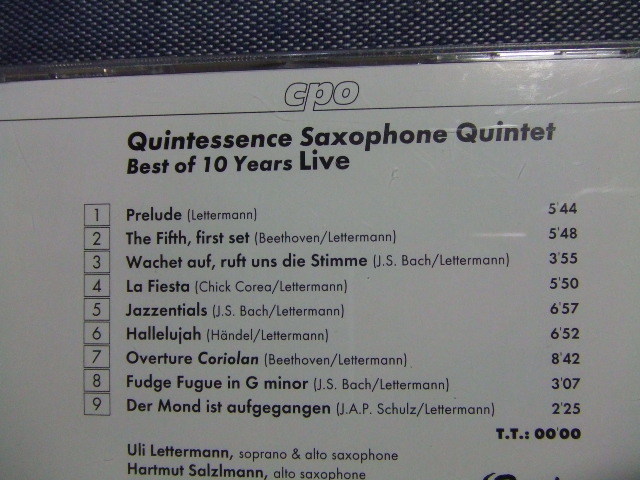 cpo
Quintessence Saxophone Quintet
Best of 10 Years Live
1 Prelude (Lettermann) 5'44
2 The Fifth, first set (Beethoven/Lettermann) 5'48
3 Wachet auf, ruft uns die Stimme (J.S. Bach/Lettermann) 3'55
4 La Fiesta (Chick Corea/Lettermann) 5'50
5 Jazzentials (J.S. Bach/Lettermann) 6'57
6 Hallelujah (Händel/Lettermann) 6'52
7 Overture Coriolan (Beethoven/Lettermann) 8'42
8 Fudge Fugue in G minor (J.S. Bach/Lettermann) 3'07
9 Der Mond ist aufgegangen (J.A.P. Schulz/Lettermann) 2'25
T.T.: 00'00
Uli Lettermann, soprano & alto saxophone
Hartmut Salzlmann, alto saxophone